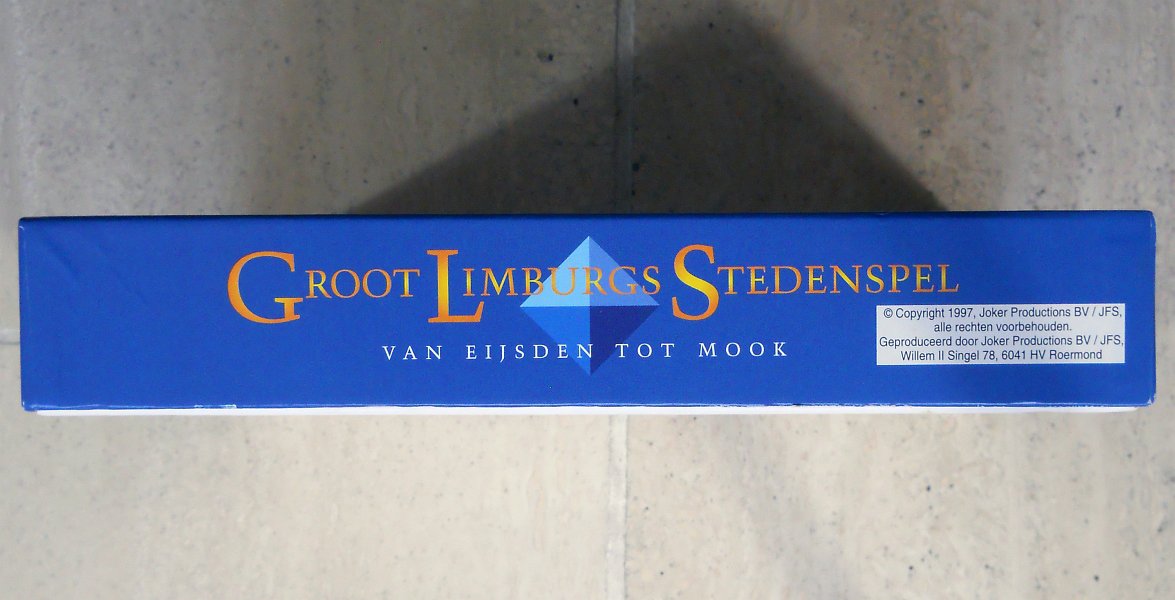 GROOT LIMBURGS STEDENSPEL
VAN EIJSDEN TOT MOOK
© Copyright 1997, Joker Productions BV / JFS,
alle rechten voorbehouden.
Geproduceerd door Joker Productions BV / JFS,
Willem II Singel 78, 6041 HV Roermond